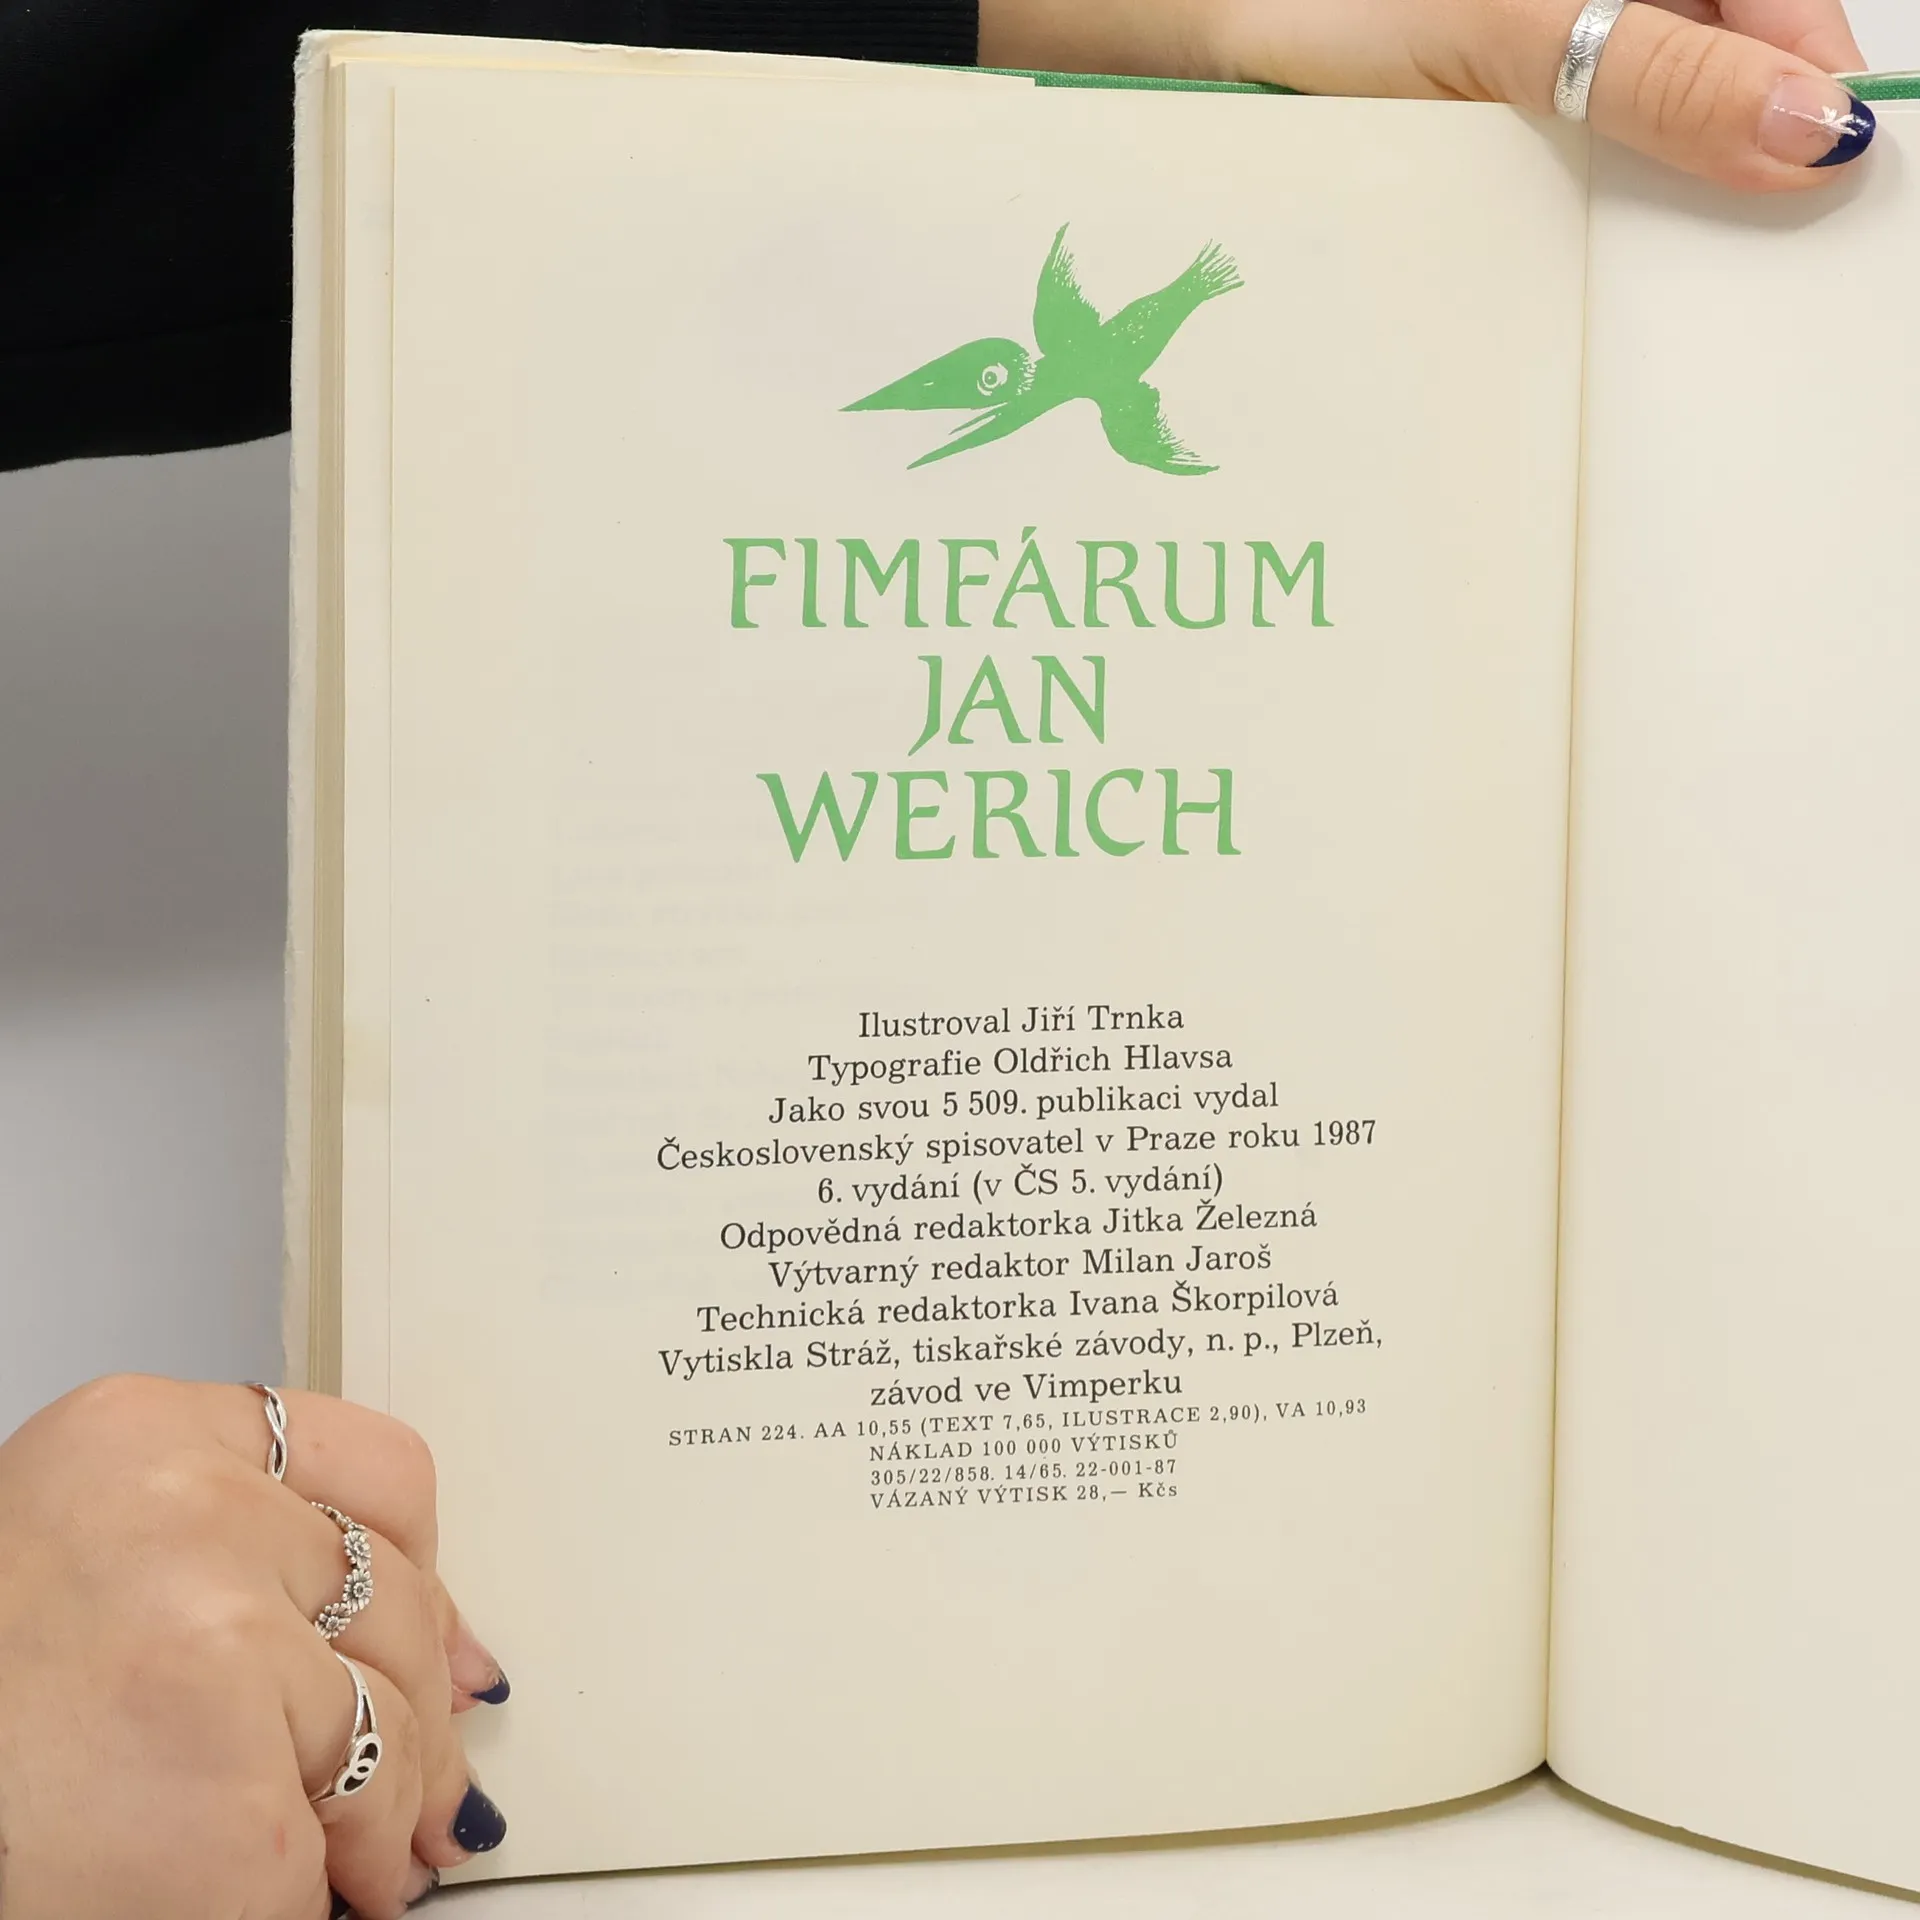 FIMFÁRUM
JAN
WERICH
Ilustroval Jiří Trnka
Typografie Oldřich Hlavsa
Jako svou 5 509. publikaci vydal
Československý spisovatel v Praze roku 1987
6. vydání (v ČS 5. vydání)
Odpovědná redaktorka Jitka Železná
Výtvarný redaktor Milan Jaroš
Technická redaktorka Ivana Škorpilová
Vytiskla Stráž, tiskařské závody, n. p., Plzeň,
závod ve Vimperku
STRAN 224. AA 10,55 (TEXT 7,65, ILUSTRACE 2,90), VA 10,93
NÁKLAD 100 000 VÝTISKŮ
305/22/858. 14/65. 22-001-87
VÁZANÝ VÝTISK 28,— Kčs